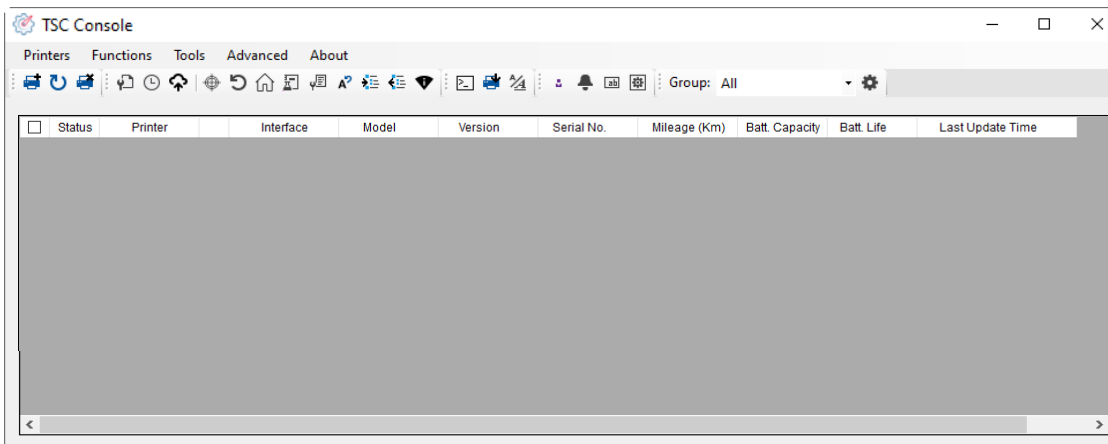 TSC Console
Printers Functions Tools Advanced About
Group: All
Status Printer Interface Model Version Serial No. Mileage (Km) Batt. Capacity Batt. Life Last Update Time